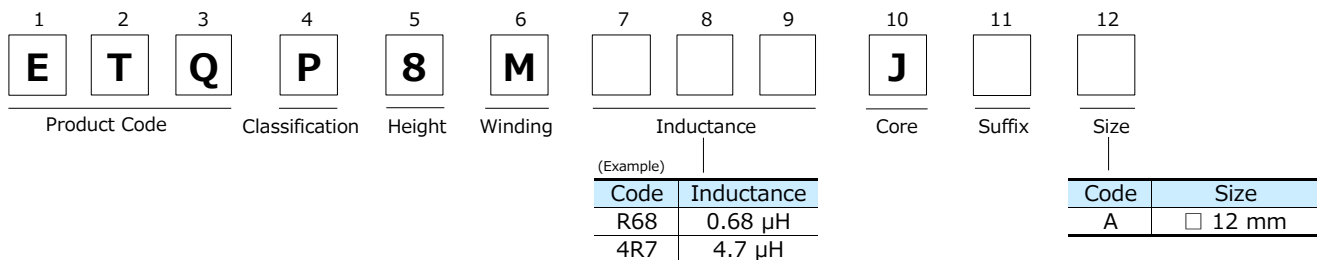 1 2 3 4 5 6 7 8 9 10 11 12
E T Q P 8 M J
Product Code Classification Height Winding Inductance Core Suffix Size
(Example)
Code Inductance Code Size
R68 0.68 μH A □ 12 mm
4R7 4.7 μH